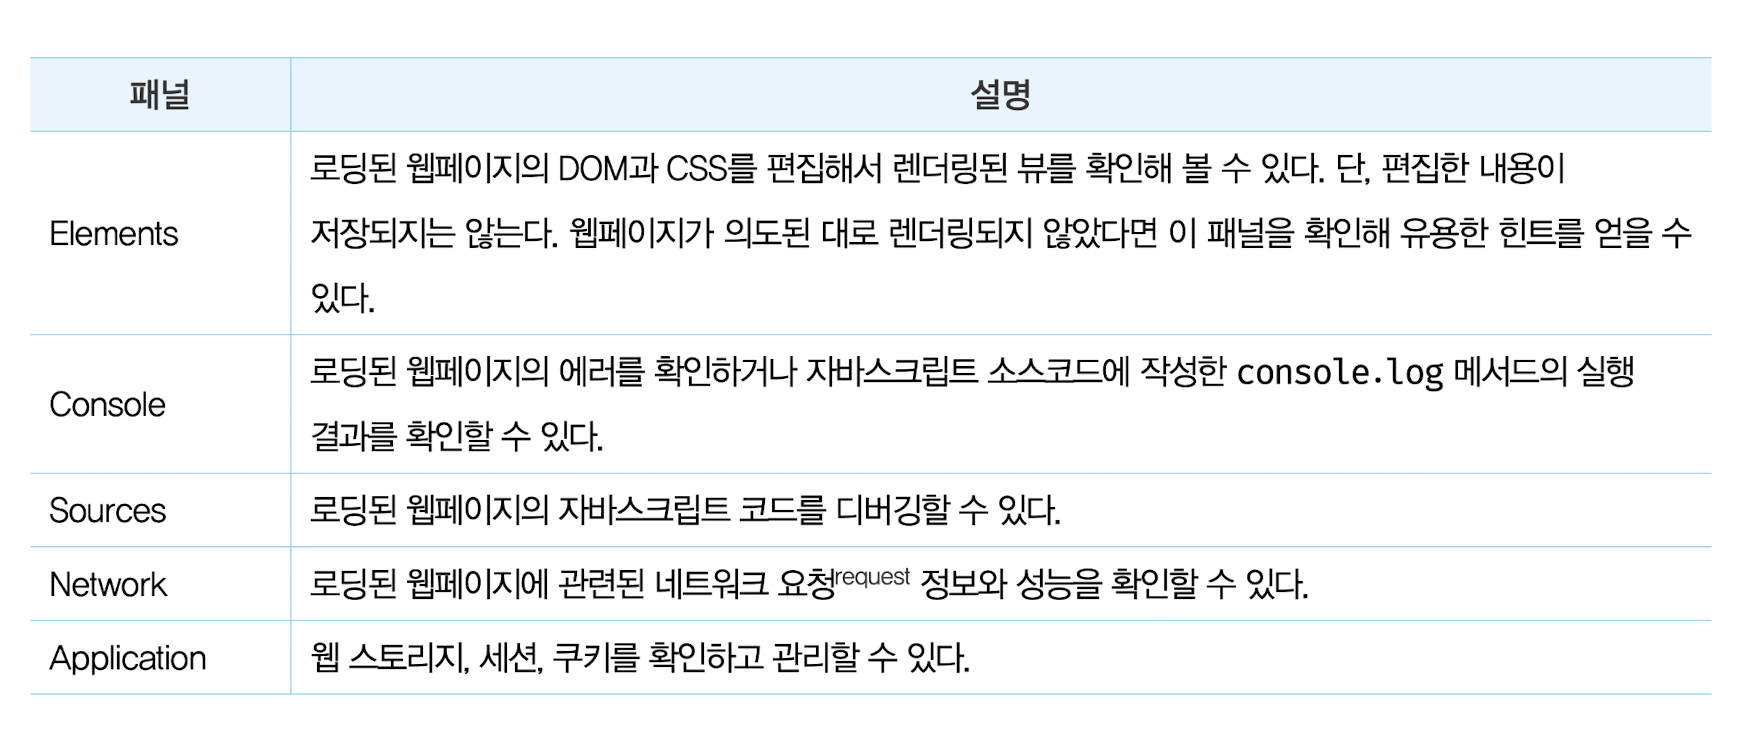 패널
설명
Elements
로딩된 웹페이지의 DOM과 CSS를 편집해서 렌더링된 뷰를 확인해 볼 수 있다. 단, 편집한 내용이
저장되지는 않는다. 웹페이지가 의도된 대로 렌더링되지 않았다면 이 패널을 확인해 유용한 힌트를 얻을 수
있다.
Console
로딩된 웹페이지의 에러를 확인하거나 자바스크립트 소스코드에 작성한 console.log 메서드의 실행
결과를 확인할 수 있다.
Sources
로딩된 웹페이지의 자바스크립트 코드를 디버깅할 수 있다.
Network
로딩된 웹페이지에 관련된 네트워크 요청request 정보와 성능을 확인할 수 있다.
Application
웹 스토리지, 세션, 쿠키를 확인하고 관리할 수 있다.